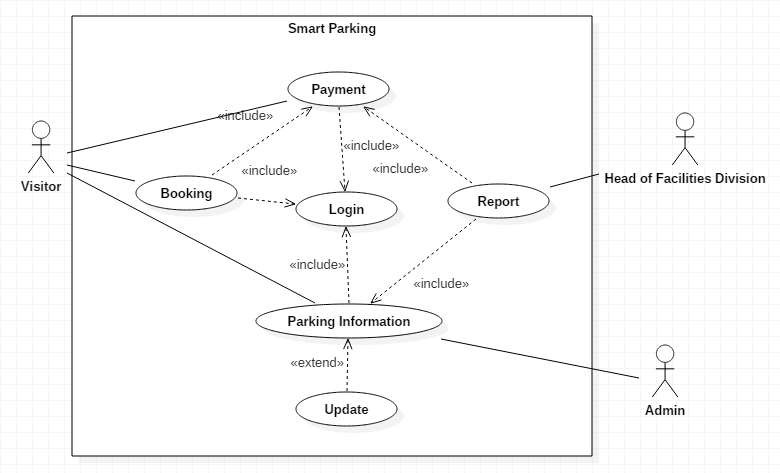 Smart Parking
Payment
«include»
«include»
«include»
«include»
Visitor
Head of Facilities Division
Booking
Login
Report
«include»
«include»
Parking Information
«extend»
Admin
Update